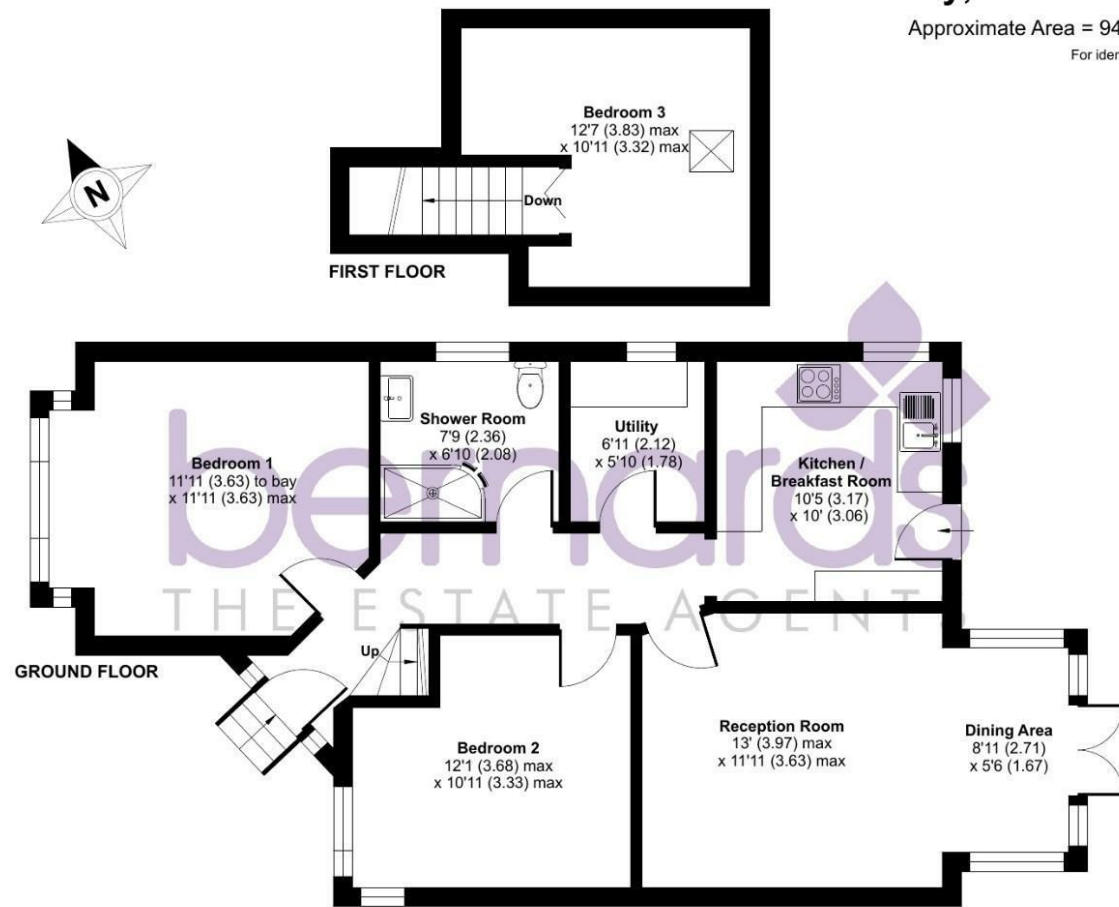 Approximate Area = 94
For iden
N
Bedroom 3
12'7 (3.83) max
x 10'11 (3.32) max
Down
FIRST FLOOR
Shower Room
7'9 (2.36)
x 6'10 (2.08)
Utility
6'11 (2.12)
x 5'10 (1.78)
Bedroom 1
11'11 (3.63) to bay
x 11'11 (3.63) max
Kitchen /
Breakfast Room
10'5 (3.17)
x 10' (3.06)
bernards
THE ESTATE AGENTS
GROUND FLOOR
Up
Bedroom 2
12'1 (3.68) max
x 10'11 (3.33) max
Reception Room
13' (3.97) max
x 11'11 (3.63) max
Dining Area
8'11 (2.71)
x 5'6 (1.67)